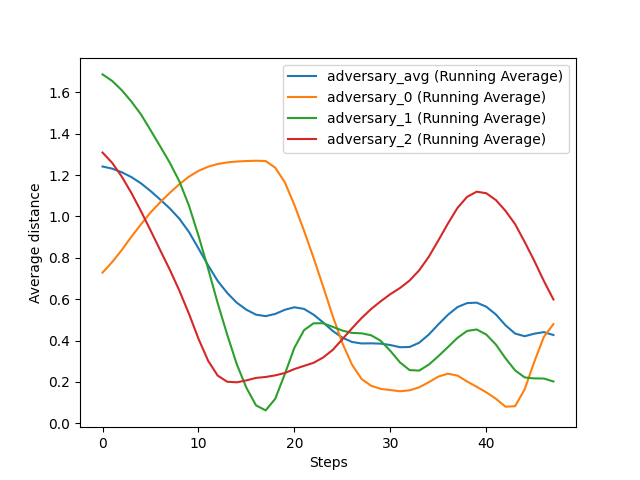 adversary_avg (Running Average)
adversary_0 (Running Average)
adversary_1 (Running Average)
adversary_2 (Running Average)
Average distance
1.6
1.4
1.2
1.0
0.8
0.6
0.4
0.2
0.0
0 10 20 30 40
Steps